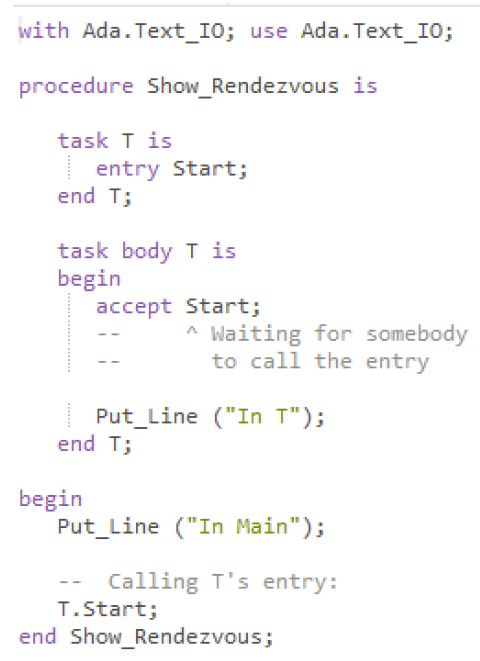 with Ada.Text_IO; use Ada.Text_IO;
procedure Show_Rendezvous is
task T is
entry Start;
end T;
task body T is
begin
accept Start;
--      ^ Waiting for somebody
--        to call the entry
Put_Line ("In T");
end T;
begin
Put_Line ("In Main");
--  Calling T's entry:
T.Start;
end Show_Rendezvous;